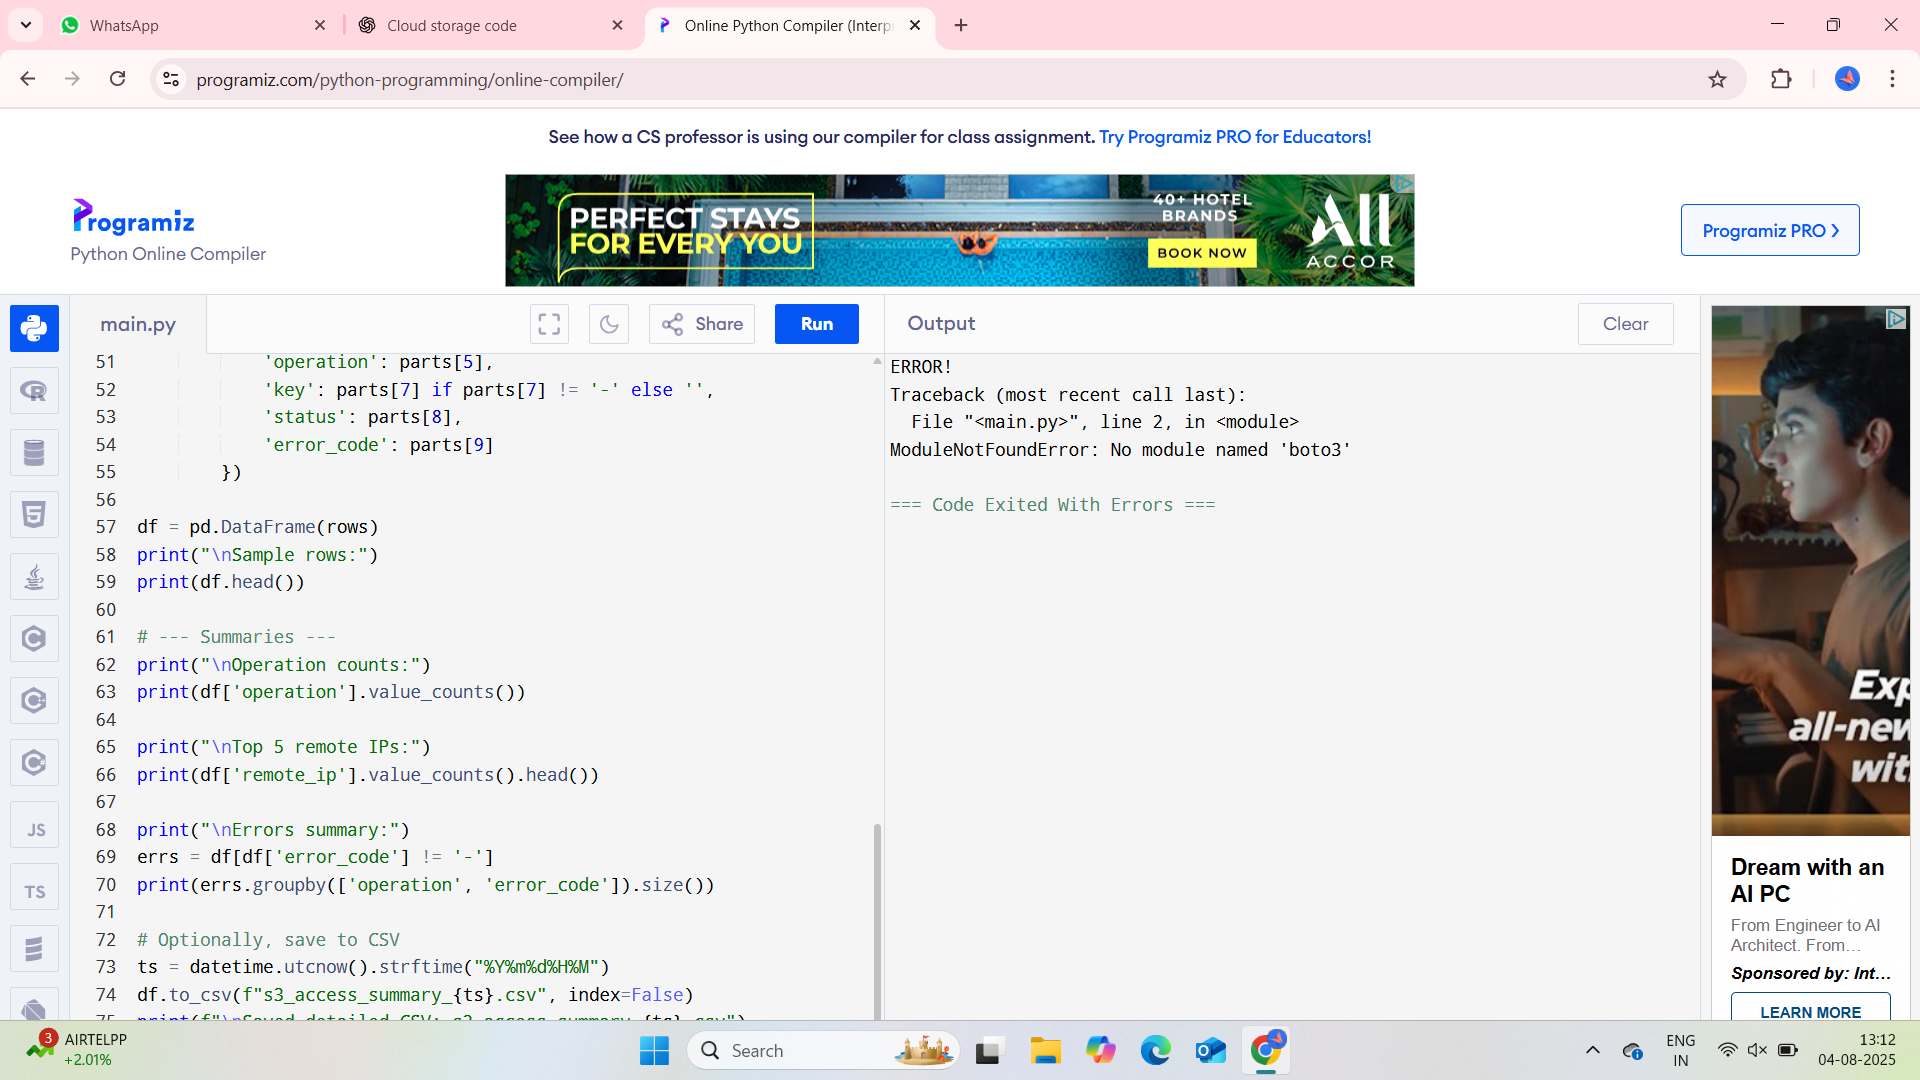 WhatsApp
Cloud storage code
Online Python Compiler (Interp
programiz.com/python-programming/online-compiler/
See how a CS professor is using our compiler for class assignment. Try Programiz PRO for Educators!
Programiz
Python Online Compiler
PERFECT STAYS
FOR EVERY YOU
40+ HOTEL
BRANDS
BOOK NOW
ALL
ACCOR
Programiz PRO
main.py
Share
Run
Output
Clear
51 'operation': parts[5],
52 'key': parts[7] if parts[7] != '-' else '',
53 'status': parts[8],
54 'error_code': parts[9]
55 })
56
57 df = pd.DataFrame(rows)
58 print("\nSample rows:")
59 print(df.head())
60
61 # --- Summaries ---
62 print("\nOperation counts:")
63 print(df['operation'].value_counts())
64
65 print("\nTop 5 remote IPs:")
66 print(df['remote_ip'].value_counts().head())
67
68 print("\nErrors summary:")
69 errs = df[df['error_code'] != '-']
70 print(errs.groupby(['operation', 'error_code']).size())
71
72 # Optionally, save to CSV
73 ts = datetime.utcnow().strftime("%Y%m%d%H%M")
74 df.to_csv(f"s3_access_summary_{ts}.csv", index=False)
75 print(f"\nSaved detailed CSV: s3_access_summary_{ts}.csv")
ERROR!
Traceback (most recent call last):
File "<main.py>", line 2, in <module>
ModuleNotFoundError: No module named 'boto3'
=== Code Exited With Errors ===
JS
TS
Exp
all-new
wit
Dream with an
AI PC
From Engineer to AI
Architect. From…
Sponsored by: Int...
LEARN MORE
3
AIRTELPP
+2.01%
Search
ENG
IN
13:12
04-08-2025